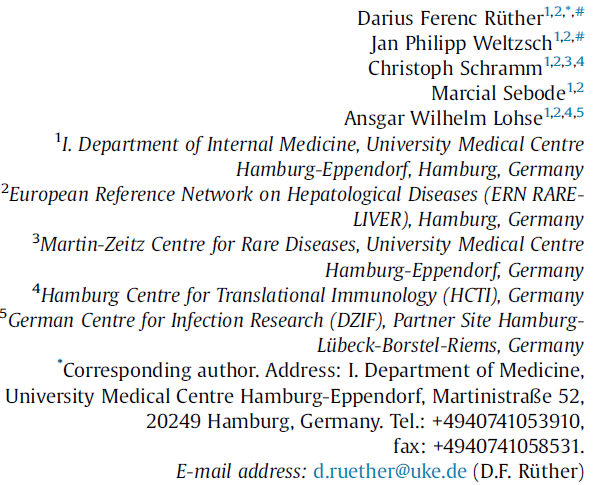 Darius Ferenc Rüther1,2,*,#
Jan Philipp Weltzsch1,2,#
Christoph Schramm1,2,3,4
Marcial Sebode1,2
Ansgar Wilhelm Lohse1,2,4,5
1I. Department of Internal Medicine, University Medical Centre
Hamburg-Eppendorf, Hamburg, Germany
2European Reference Network on Hepatological Diseases (ERN RARE-
LIVER), Hamburg, Germany
3Martin-Zeitz Centre for Rare Diseases, University Medical Centre
Hamburg-Eppendorf, Germany
4Hamburg Centre for Translational Immunology (HCTI), Germany
5German Centre for Infection Research (DZIF), Partner Site Hamburg-
Lübeck-Borstel-Riems, Germany
*Corresponding author. Address: I. Department of Medicine,
University Medical Centre Hamburg-Eppendorf, Martinistraße 52,
20249 Hamburg, Germany. Tel.: +4940741053910,
fax: +4940741058531.
E-mail address: d.ruether@uke.de (D.F. Rüther)